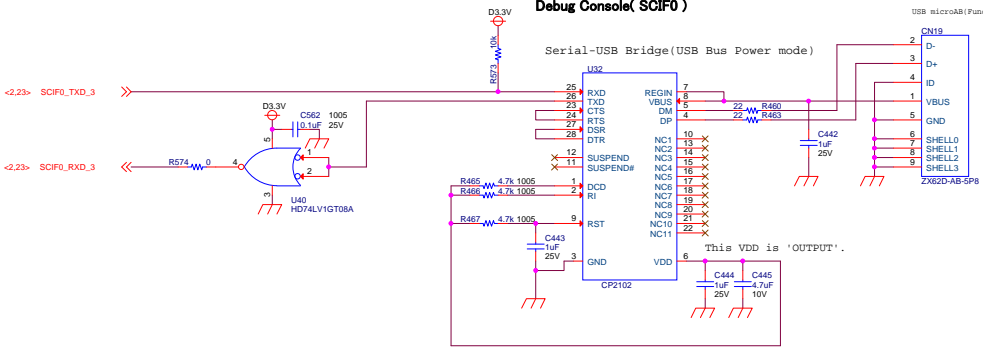 Debug Console( SCIF0 )
USB microAB(Fun
D3.3V
CN19
10k
R573
Serial-USB Bridge(USB Bus Power mode)
U32
<2,23> SCIF0_TXD_3
25 RXD
26 TXD
23 CTS
24 RTS
27 DSR
28 DTR
12 SUSPEND
11 SUSPEND#
1 DCD
2 RI
9 RST
3 GND
CP2102
REGIN 7
VBUS 8
DM 5
DP 4
NC1 10
NC2 13
NC3 14
NC4 15
NC5 16
NC6 17
NC7 18
NC8 19
NC9 20
NC10 21
NC11 22
VDD 6
22 R460
22 R463
2 D-
3 D+
4 ID
1 VBUS
5 GND
6 SHELL0
7 SHELL1
8 SHELL2
9 SHELL3
ZX62D-AB-5P8
C442
1uF
25V
D3.3V
C562 1005
0.1uF 25V
5
<2,23> SCIF0_RXD_3
R574 0
4
1
2
3
U40
HD74LV1GT08A
R465 4.7k 1005
R466 4.7k 1005
R467 4.7k 1005
C443
1uF
25V
This VDD is 'OUTPUT'.
C444
1uF
25V
C445
4.7uF
10V